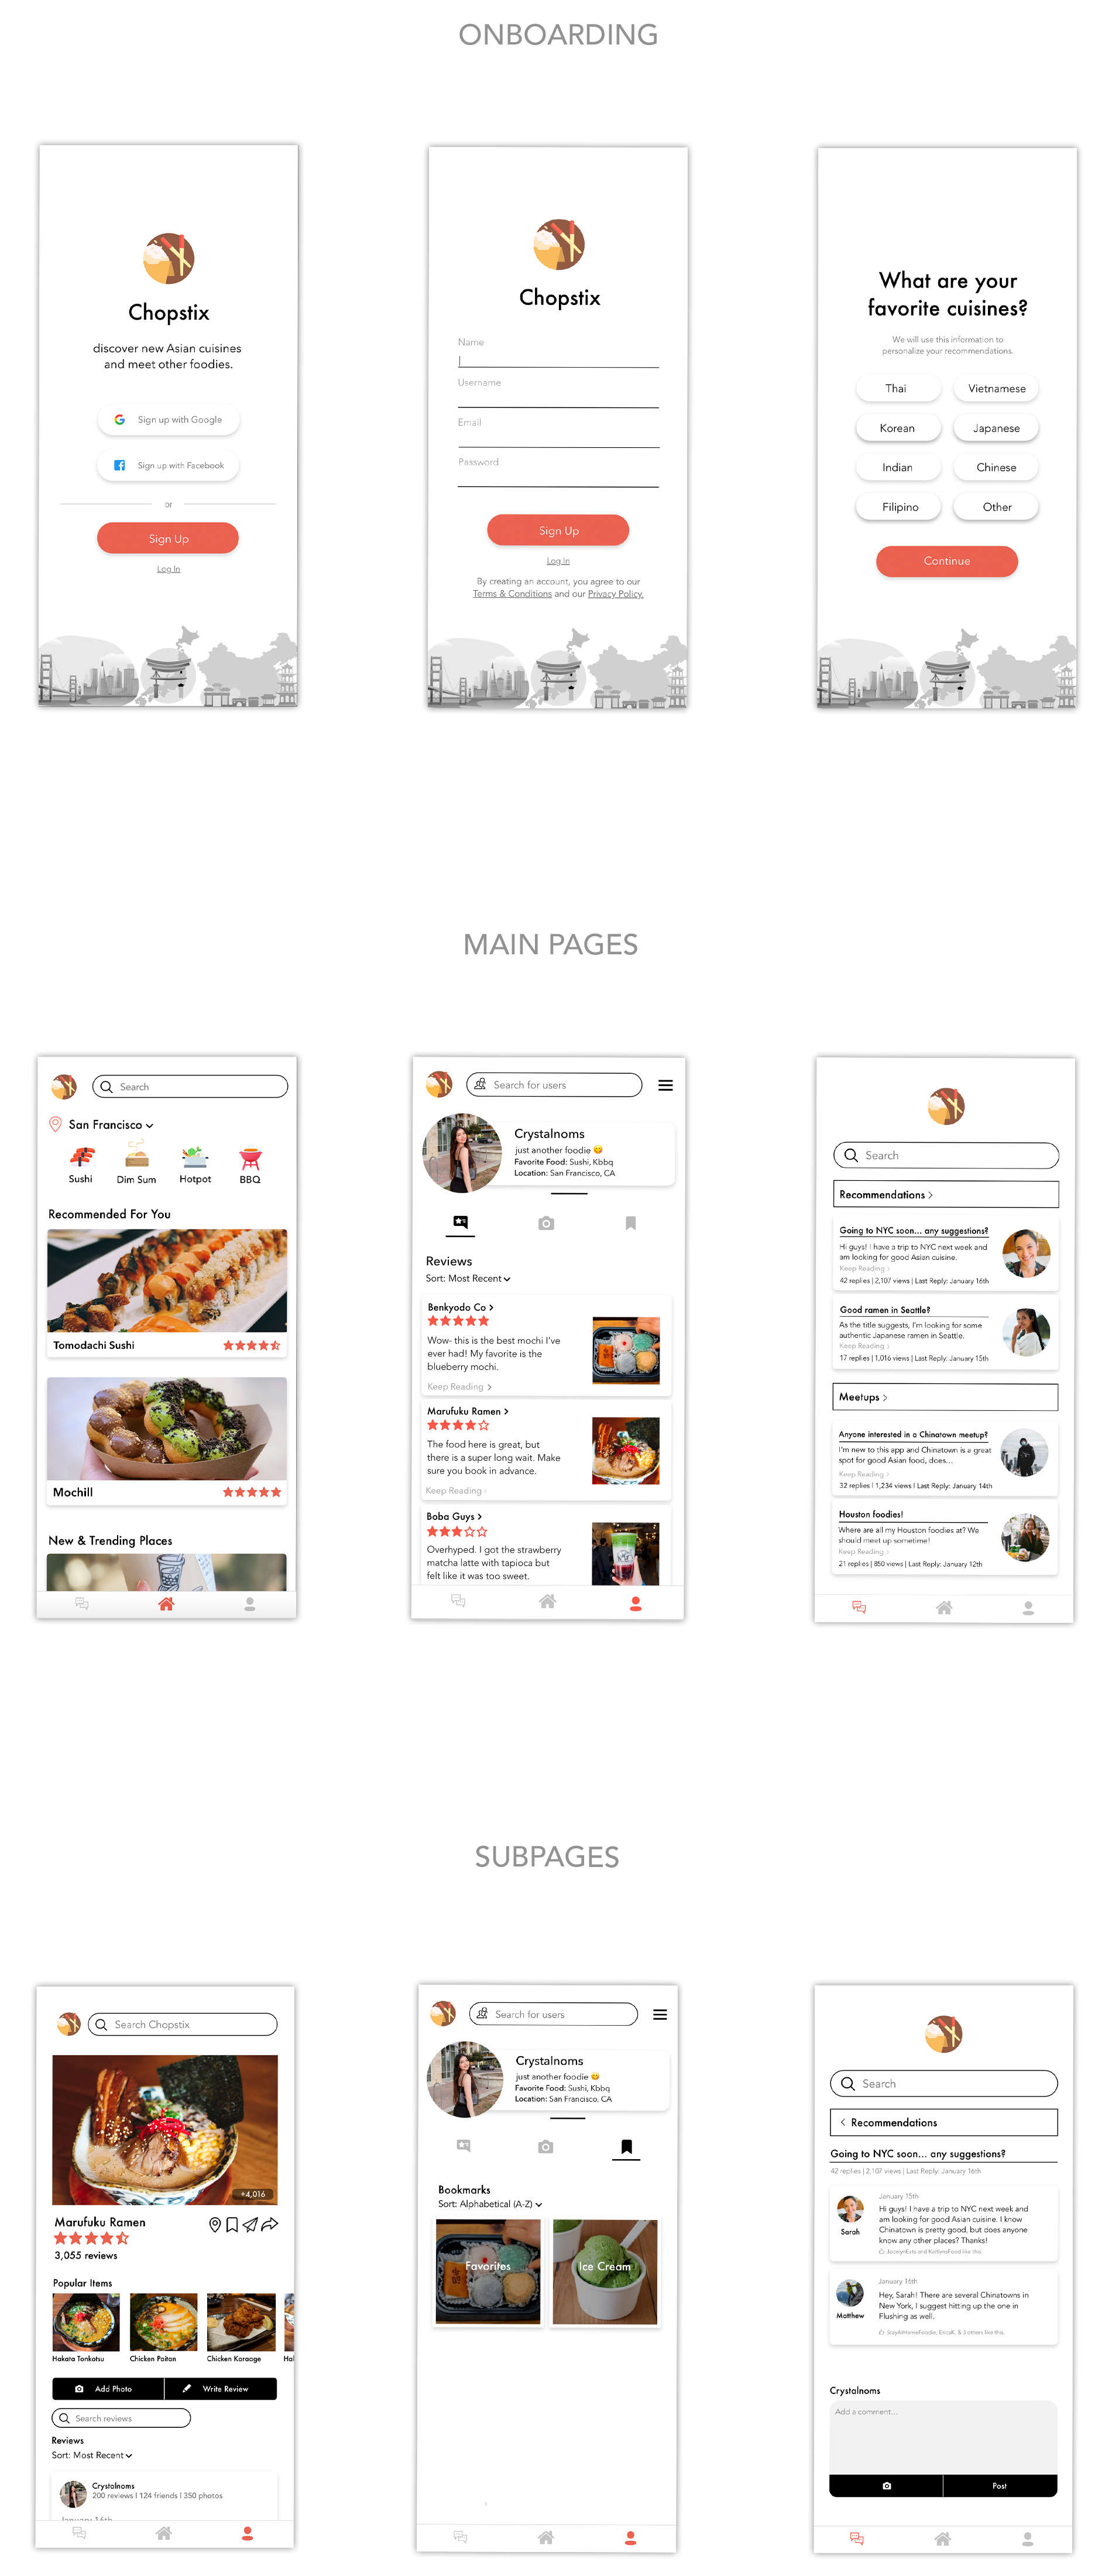 ONBOARDING
Chopstix
discover new Asian cuisines
and meet other foodies.
Sign up with Google
Sign up with Facebook
or
Sign Up
Log In
Chopstix
Name
Username
Email
Password
Sign Up
Log In
By creating an account, you agree to our
Terms & Conditions and our Privacy Policy.
What are your
favorite cuisines?
We will use this information to
personalize your recommendations.
Thai
Vietnamese
Korean
Japanese
Indian
Chinese
Filipino
Other
Continue
MAIN PAGES
Search
San Francisco
Sushi
Dim Sum
Hotpot
BBQ
Recommended For You
Tomodachi Sushi
Mochill
New & Trending Places
Search for users
Crystalnoms
just another foodie 😋
Favorite Food: Sushi, Kbbq
Location: San Francisco, CA
Reviews
Sort: Most Recent
Benkyodo Co >
Wow- this is the best mochi I've
ever had! My favorite is the
blueberry mochi.
Keep Reading >
Marufuku Ramen >
The food here is great, but
there is a super long wait. Make
sure you book in advance.
Keep Reading >
Boba Guys >
Overhyped. I got the strawberry
matcha latte with tapioca but
felt like it was too sweet.
Search
Recommendations >
Going to NYC soon... any suggestions?
Hi guys! I have a trip to NYC next week and
am looking for good Asian cuisine.
Keep Reading >
42 replies | 2,107 views | Last Reply: January 16th
Good ramen in Seattle?
As the title suggests, I'm looking for some
authentic Japanese ramen in Seattle.
Keep Reading >
17 replies | 1,016 views | Last Reply: January 15th
Meetups >
Anyone interested in a Chinatown meetup?
I'm new to this app and Chinatown is a great
spot for good Asian food, does...
Keep Reading >
32 replies | 1,234 views | Last Reply: January 14th
Houston foodies!
Where are all my Houston foodies at? We
should meet up sometime!
Keep Reading >
21 replies | 850 views | Last Reply: January 12th
SUBPAGES
Search Chopstix
+4,016
Marufuku Ramen
3,055 reviews
Popular Items
Hakata Tonkotsu
Chicken Paitan
Chicken Karaage
Hal
Add Photo
Write Review
Search reviews
Reviews
Sort: Most Recent
Crystalnoms
200 reviews | 124 friends | 350 photos
January 16th
Search for users
Crystalnoms
just another foodie 😋
Favorite Food: Sushi, Kbbq
Location: San Francisco, CA
Bookmarks
Sort: Alphabetical (A-Z)
Favorites
Ice Cream
Search
< Recommendations
Going to NYC soon... any suggestions?
42 replies | 2,107 views | Last Reply: January 16th
January 15th
Hi guys! I have a trip to NYC next week and
am looking for good Asian cuisine. I know
Chinatown is pretty good, but does anyone
know any other places? Thanks!
Sarah
JocelynEats and KaitlynsFood like this.
January 16th
Hey, Sarah! There are several Chinatowns in
New York, I suggest hitting up the one in
Flushing as well.
Matthew
StayAtHomeFoodie, EricaK, & 3 others like this.
Crystalnoms
Add a comment...
Post